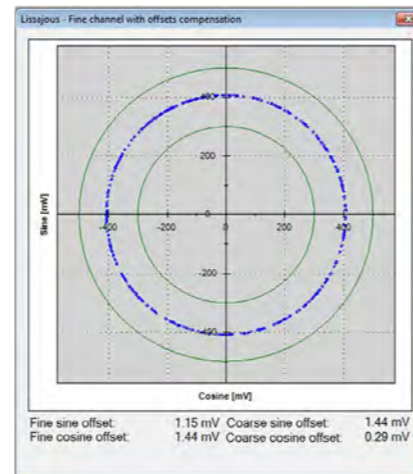 Lissajous - Fine channel with offsets compensation
Sine [mV]
400
200
-400 -200 0 200 400
-200
-400
Cosine [mV]
Fine sine offset: 1.15 mV Coarse sine offset: 1.44 mV
Fine cosine offset: 1.44 mV Coarse cosine offset: 0.29 mV